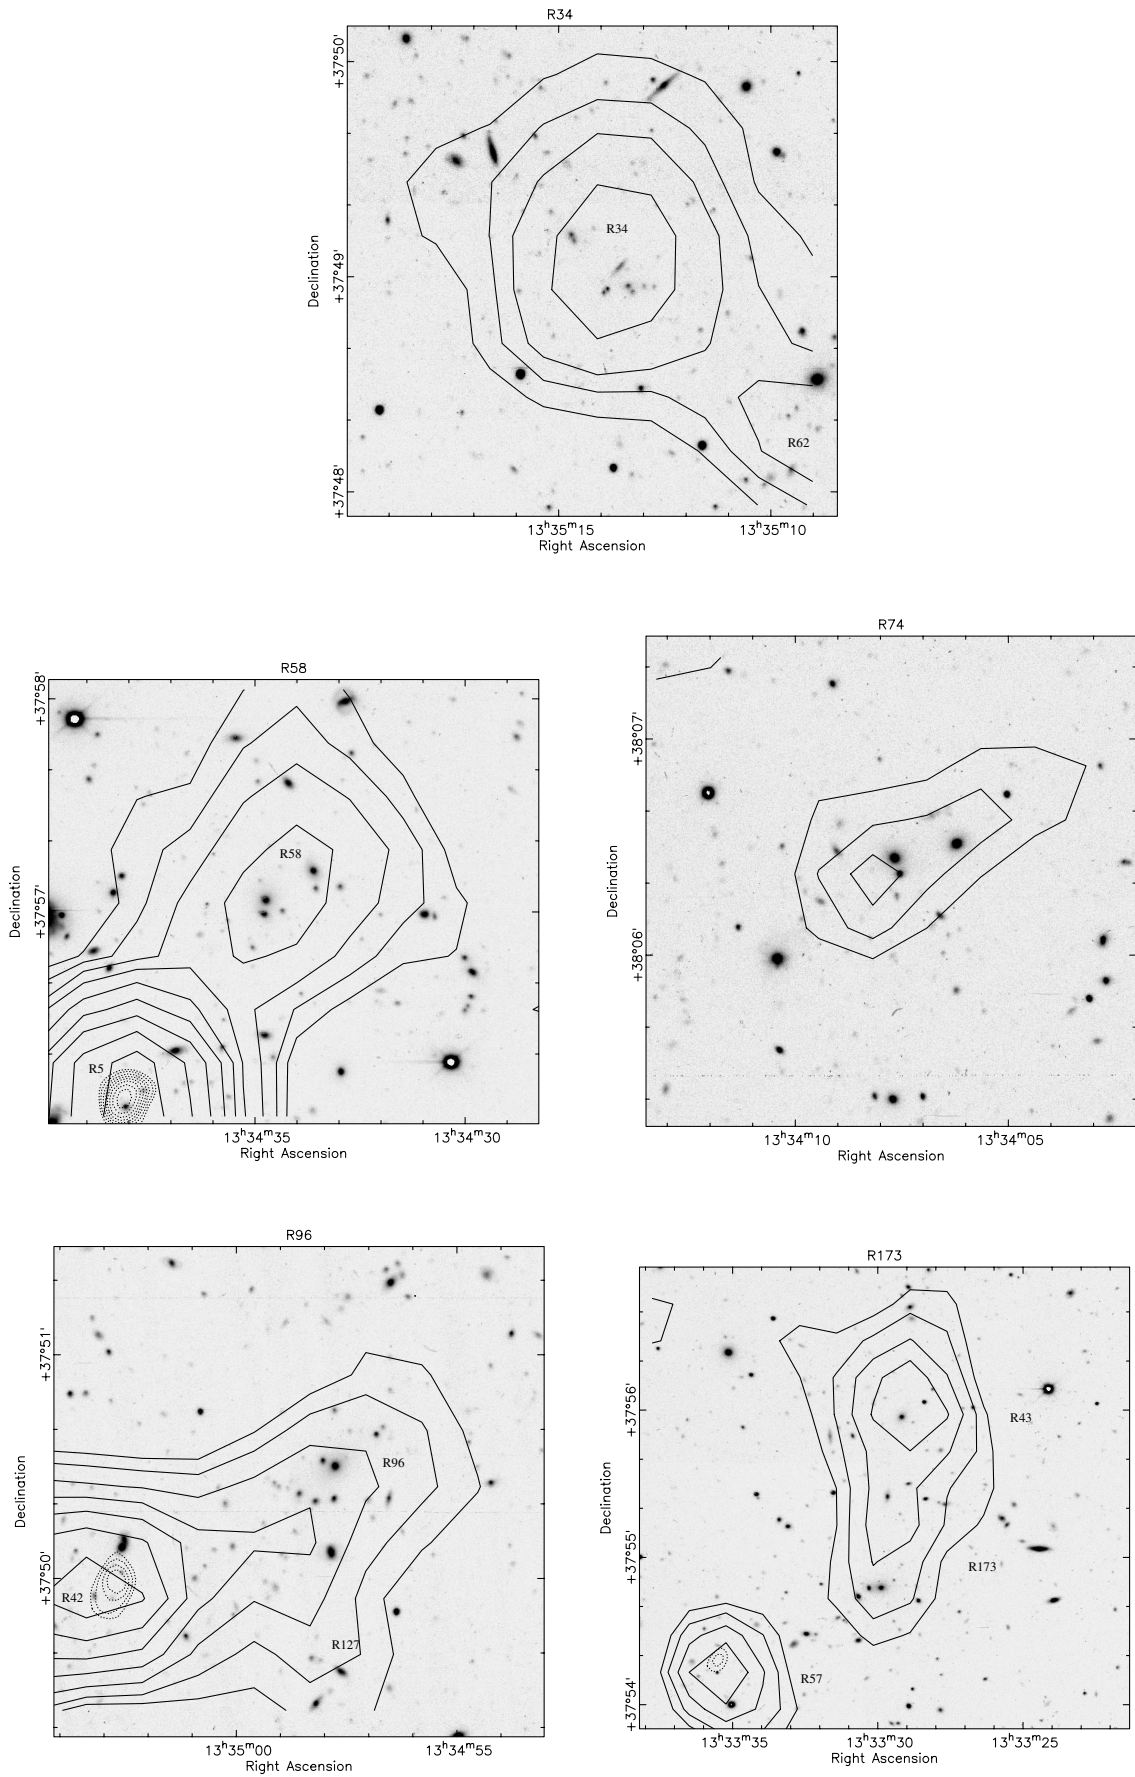 R34
+37°50'
R34
+37°49'
Declination
R62
+37°48'
13ʰ35ᵐ15
13ʰ35ᵐ10
Right Ascension
R58
+37°58'
R58
+37°57'
Declination
R5
13ʰ34ᵐ35
13ʰ34ᵐ30
Right Ascension
R74
+38°07'
Declination
+38°06'
13ʰ34ᵐ10
13ʰ34ᵐ05
Right Ascension
R96
+37°51'
R96
Declination
+37°50'
R42
R127
13ʰ35ᵐ00
13ʰ34ᵐ55
Right Ascension
R173
+37°56'
R43
Declination
+37°55'
R173
R57
+37°54'
13ʰ33ᵐ35
13ʰ33ᵐ30
13ʰ33ᵐ25
Right Ascension